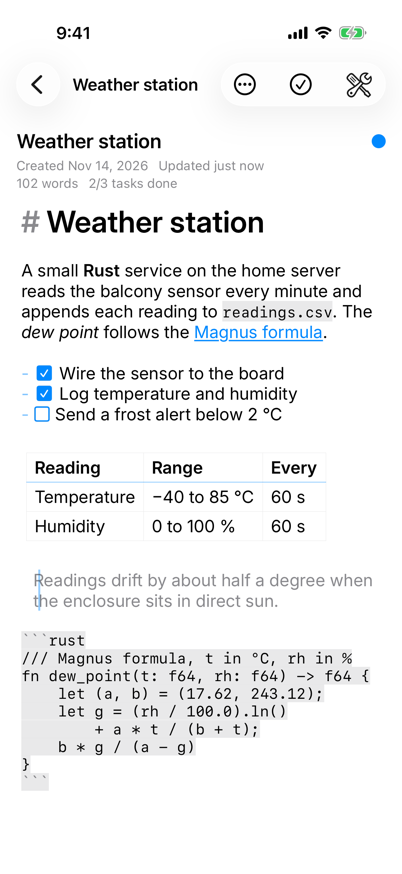 9:41
Weather station
Weather station
Created Nov 14, 2026   Updated just now
102 words   2/3 tasks done
# Weather station
A small Rust service on the home server
reads the balcony sensor every minute and
appends each reading to readings.csv. The
dew point follows the Magnus formula.
- Wire the sensor to the board
- Log temperature and humidity
- Send a frost alert below 2 °C
Reading   Range   Every
Temperature   −40 to 85 °C   60 s
Humidity   0 to 100 %   60 s
Readings drift by about half a degree when
the enclosure sits in direct sun.
```rust
/// Magnus formula, t in °C, rh in %
fn dew_point(t: f64, rh: f64) -> f64 {
    let (a, b) = (17.62, 243.12);
    let g = (rh / 100.0).ln()
        + a * t / (b + t);
    b * g / (a - g)
}
```